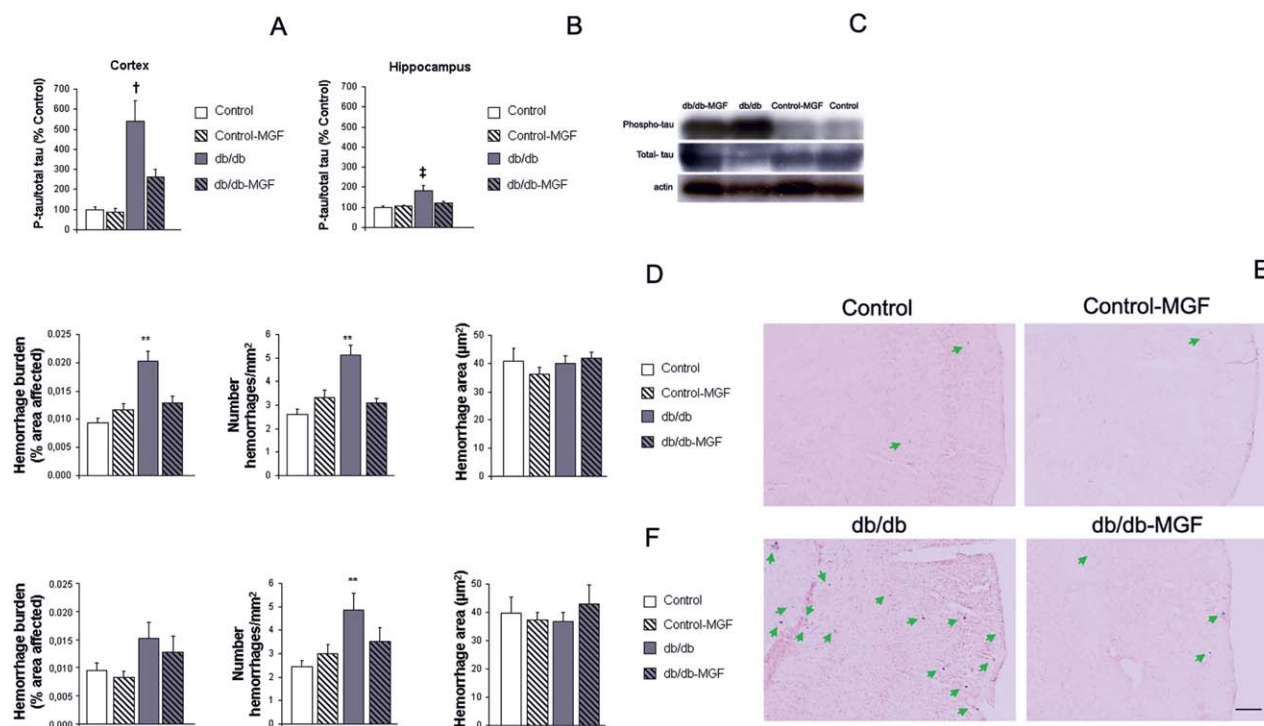 A
B
C
Cortex
P-tau/total tau (% Control)
700
600
500
400
300
200
100
0
†
Control
Control-MGF
db/db
db/db-MGF
Hippocampus
P-tau/total tau (% Control)
700
600
500
400
300
200
100
0
‡
Control
Control-MGF
db/db
db/db-MGF
db/db-MGF db/db Control-MGF Control
Phospho-tau
Total- tau
actin
D
E
Hemorrhage burden
(% area affected)
0.025
0.020
0,015
0,010
0,005
0,000
**
Number
hemorrhages/mm²
6
5
4
3
2
1
0
**
Hemorrhage area (µm²)
50
40
30
20
10
0
Control
Control-MGF
db/db
db/db-MGF
Control
Control-MGF
db/db
db/db-MGF
F
Hemorrhage burden
(% area affected)
0.025
0.020
0,015
0,010
0,005
0,000
Number
hemorrhages/mm²
6
5
4
3
2
1
0
**
Hemorrhage area (µm²)
50
40
30
20
10
0
Control
Control-MGF
db/db
db/db-MGF